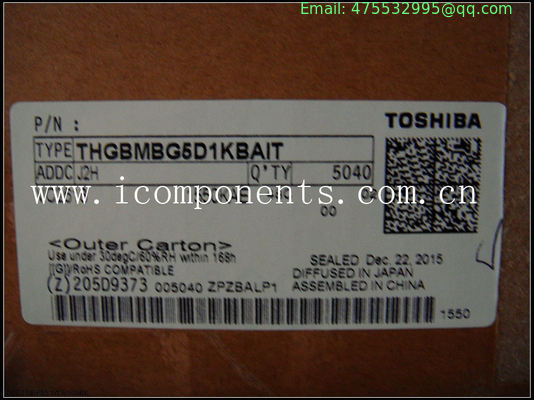 Email: 475532995@qq.com
P/N :
TOSHIBA
TYPE THGBMBG5D1KBAIT
ADDC J2H Q'TY 5040
www.icomponents.com.cn
00
<Outer Carton>
Use under 30degC/60%RH within 168h
[[G]]/RoHS COMPATIBLE
(Z)205D9373 005040 ZPZBALP1
SEALED Dec. 22, 2015
DIFFUSED IN JAPAN
ASSEMBLED IN CHINA
1550